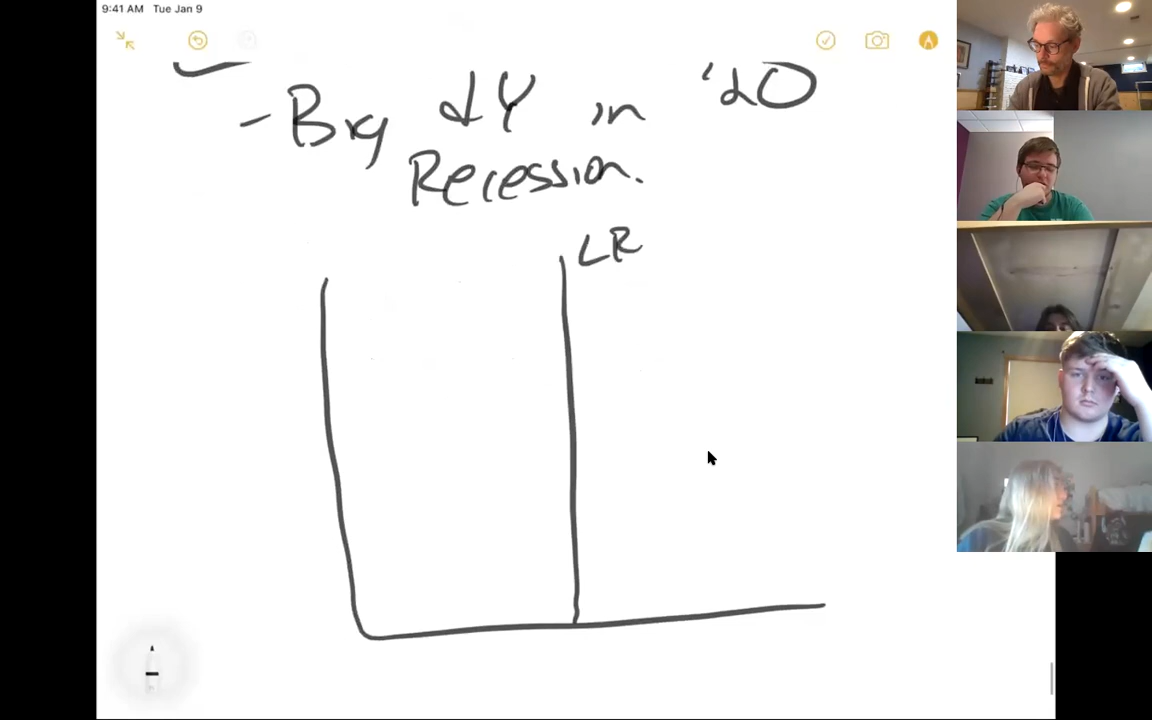 9:41 AM Tue Jan 9
- Big ↓Y in '20
Recession.
LR